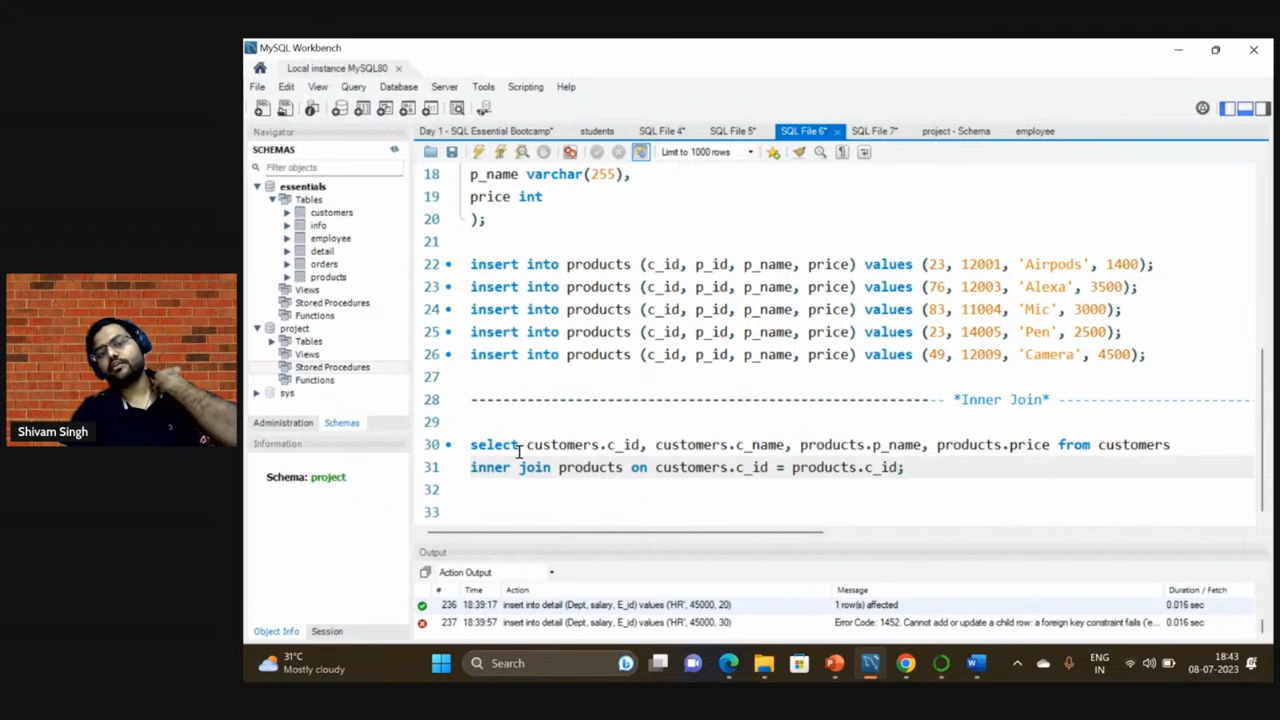 MySQL Workbench
Local instance MySQL80 ×
File Edit View Query Database Server Tools Scripting Help
Navigator
SCHEMAS
Filter objects
essentials
Tables
customers
info
employee
detail
orders
products
Views
Stored Procedures
Functions
project
Tables
Views
Stored Procedures
Functions
sys
Administration Schemas
Information
Schema: project
Object Info Session
Day 1 - SQL Essential Bootcamp* students SQL File 4* SQL File 5* SQL File 6* × SQL File 7* project - Schema employee
Limit to 1000 rows
18 p_name varchar(255),
19 price int
20 );
21
22 insert into products (c_id, p_id, p_name, price) values (23, 12001, 'Airpods', 1400);
23 insert into products (c_id, p_id, p_name, price) values (76, 12003, 'Alexa', 3500);
24 insert into products (c_id, p_id, p_name, price) values (83, 11004, 'Mic', 3000);
25 insert into products (c_id, p_id, p_name, price) values (23, 14005, 'Pen', 2500);
26 insert into products (c_id, p_id, p_name, price) values (49, 12009, 'Camera', 4500);
27
28 ----------------------------------------------------------- *Inner Join* -------------------------
29
30 select customers.c_id, customers.c_name, products.p_name, products.price from customers
31 inner join products on customers.c_id = products.c_id;
32
33
Output
Action Output
# Time Action Message Duration / Fetch
236 18:39:17 insert into detail (Dept, salary, E_id) values ('HR', 45000, 20) 1 row(s) affected 0.016 sec
237 18:39:57 insert into detail (Dept, salary, E_id) values ('HR', 45000, 30) Error Code: 1452. Cannot add or update a child row: a foreign key constraint fails (`e... 0.016 sec
Shivam Singh
31°C
Mostly cloudy
Search
ENG
IN
18:43
08-07-2023